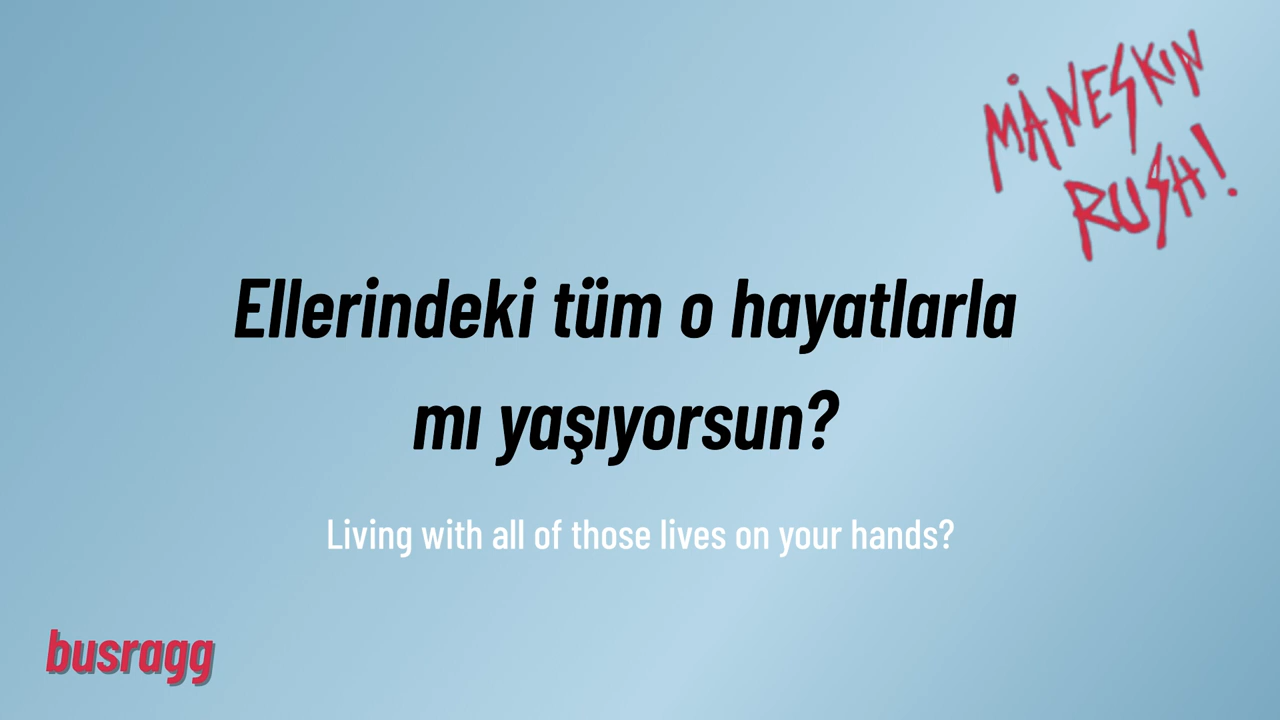 MÅNESKIN
RUSH!
Ellerindeki tüm o hayatlarla
mı yaşıyorsun?
Living with all of those lives on your hands?
busragg